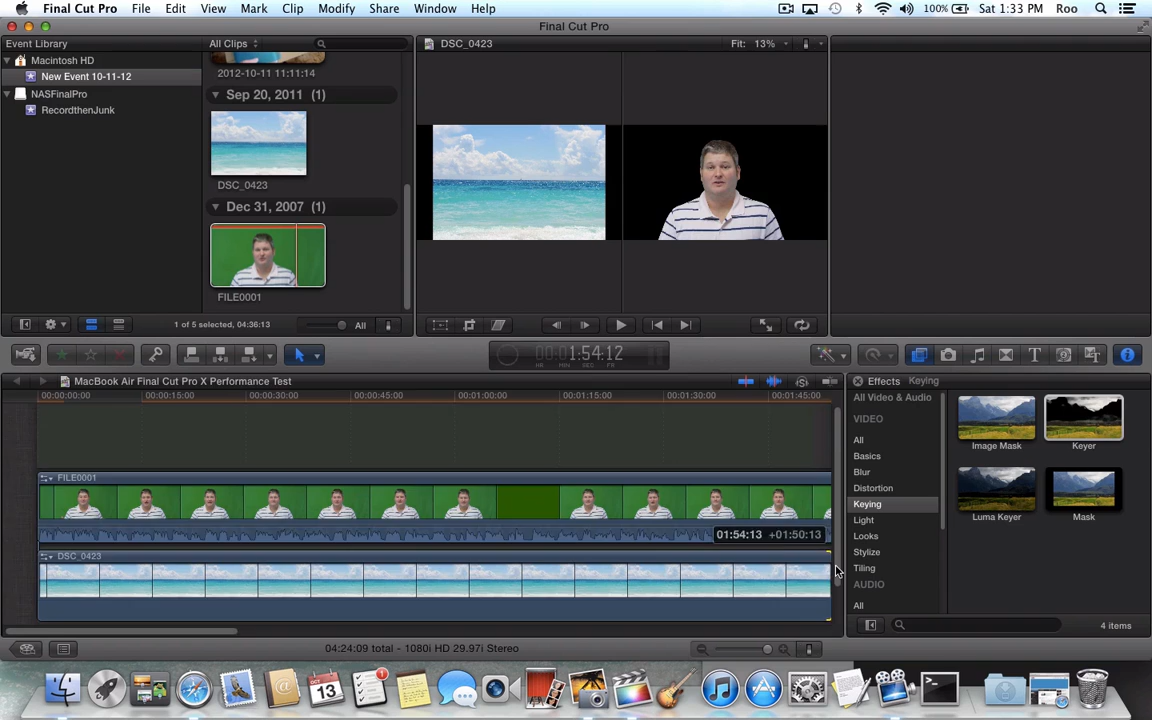 Final Cut Pro File Edit View Mark Clip Modify Share Window Help 100% Sat 1:33 PM Roo
Final Cut Pro
Event Library
All Clips
DSC_0423
Fit: 13%
Macintosh HD
New Event 10-11-12
NASFinalPro
RecordthenJunk
2012-10-11 11:11:14
Sep 20, 2011 (1)
DSC_0423
Dec 31, 2007 (1)
FILE0001
1 of 5 selected, 04:36:13
All
1:54:12
HR MIN SEC FR
100
MacBook Air Final Cut Pro X Performance Test
00:00:00:00 00:00:15:00 00:00:30:00 00:00:45:00 00:01:00:00 00:01:15:00 00:01:30:00 00:01:45:00
FILE0001
01:54:13 +01:50:13
DSC_0423
04:24:09 total - 1080i HD 29.97i Stereo
Effects Keying
All Video & Audio
VIDEO
All
Basics
Blur
Distortion
Keying
Light
Looks
Stylize
Tiling
AUDIO
All
Image Mask
Keyer
Luma Keyer
Mask
4 items
OCT
13
1